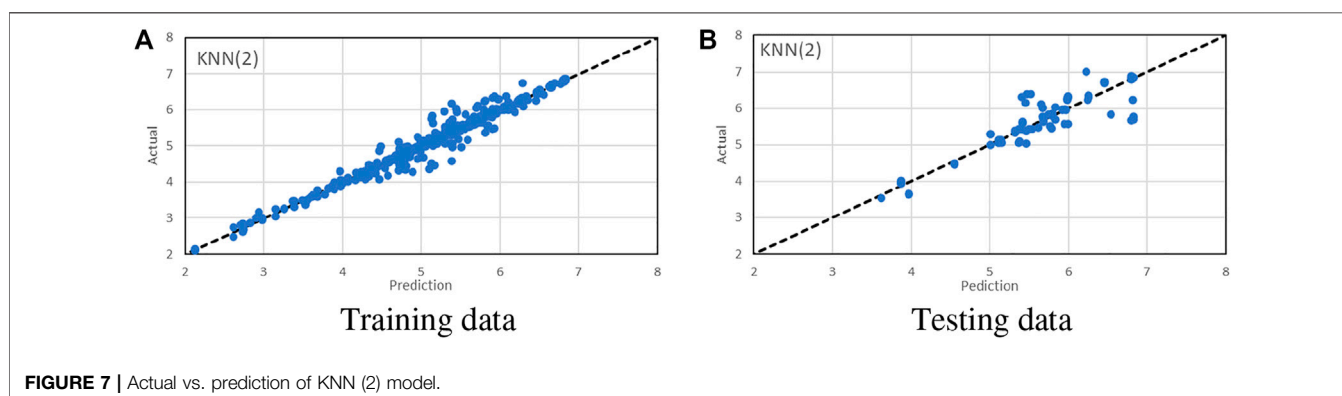 A
KNN(2)
8
7
6
5
4
3
2
Actual
2 3 4 5 6 7 8
Prediction
Training data
B
KNN(2)
8
7
6
5
4
3
2
Actual
2 3 4 5 6 7 8
Pediction
Testing data
FIGURE 7 | Actual vs. prediction of KNN (2) model.